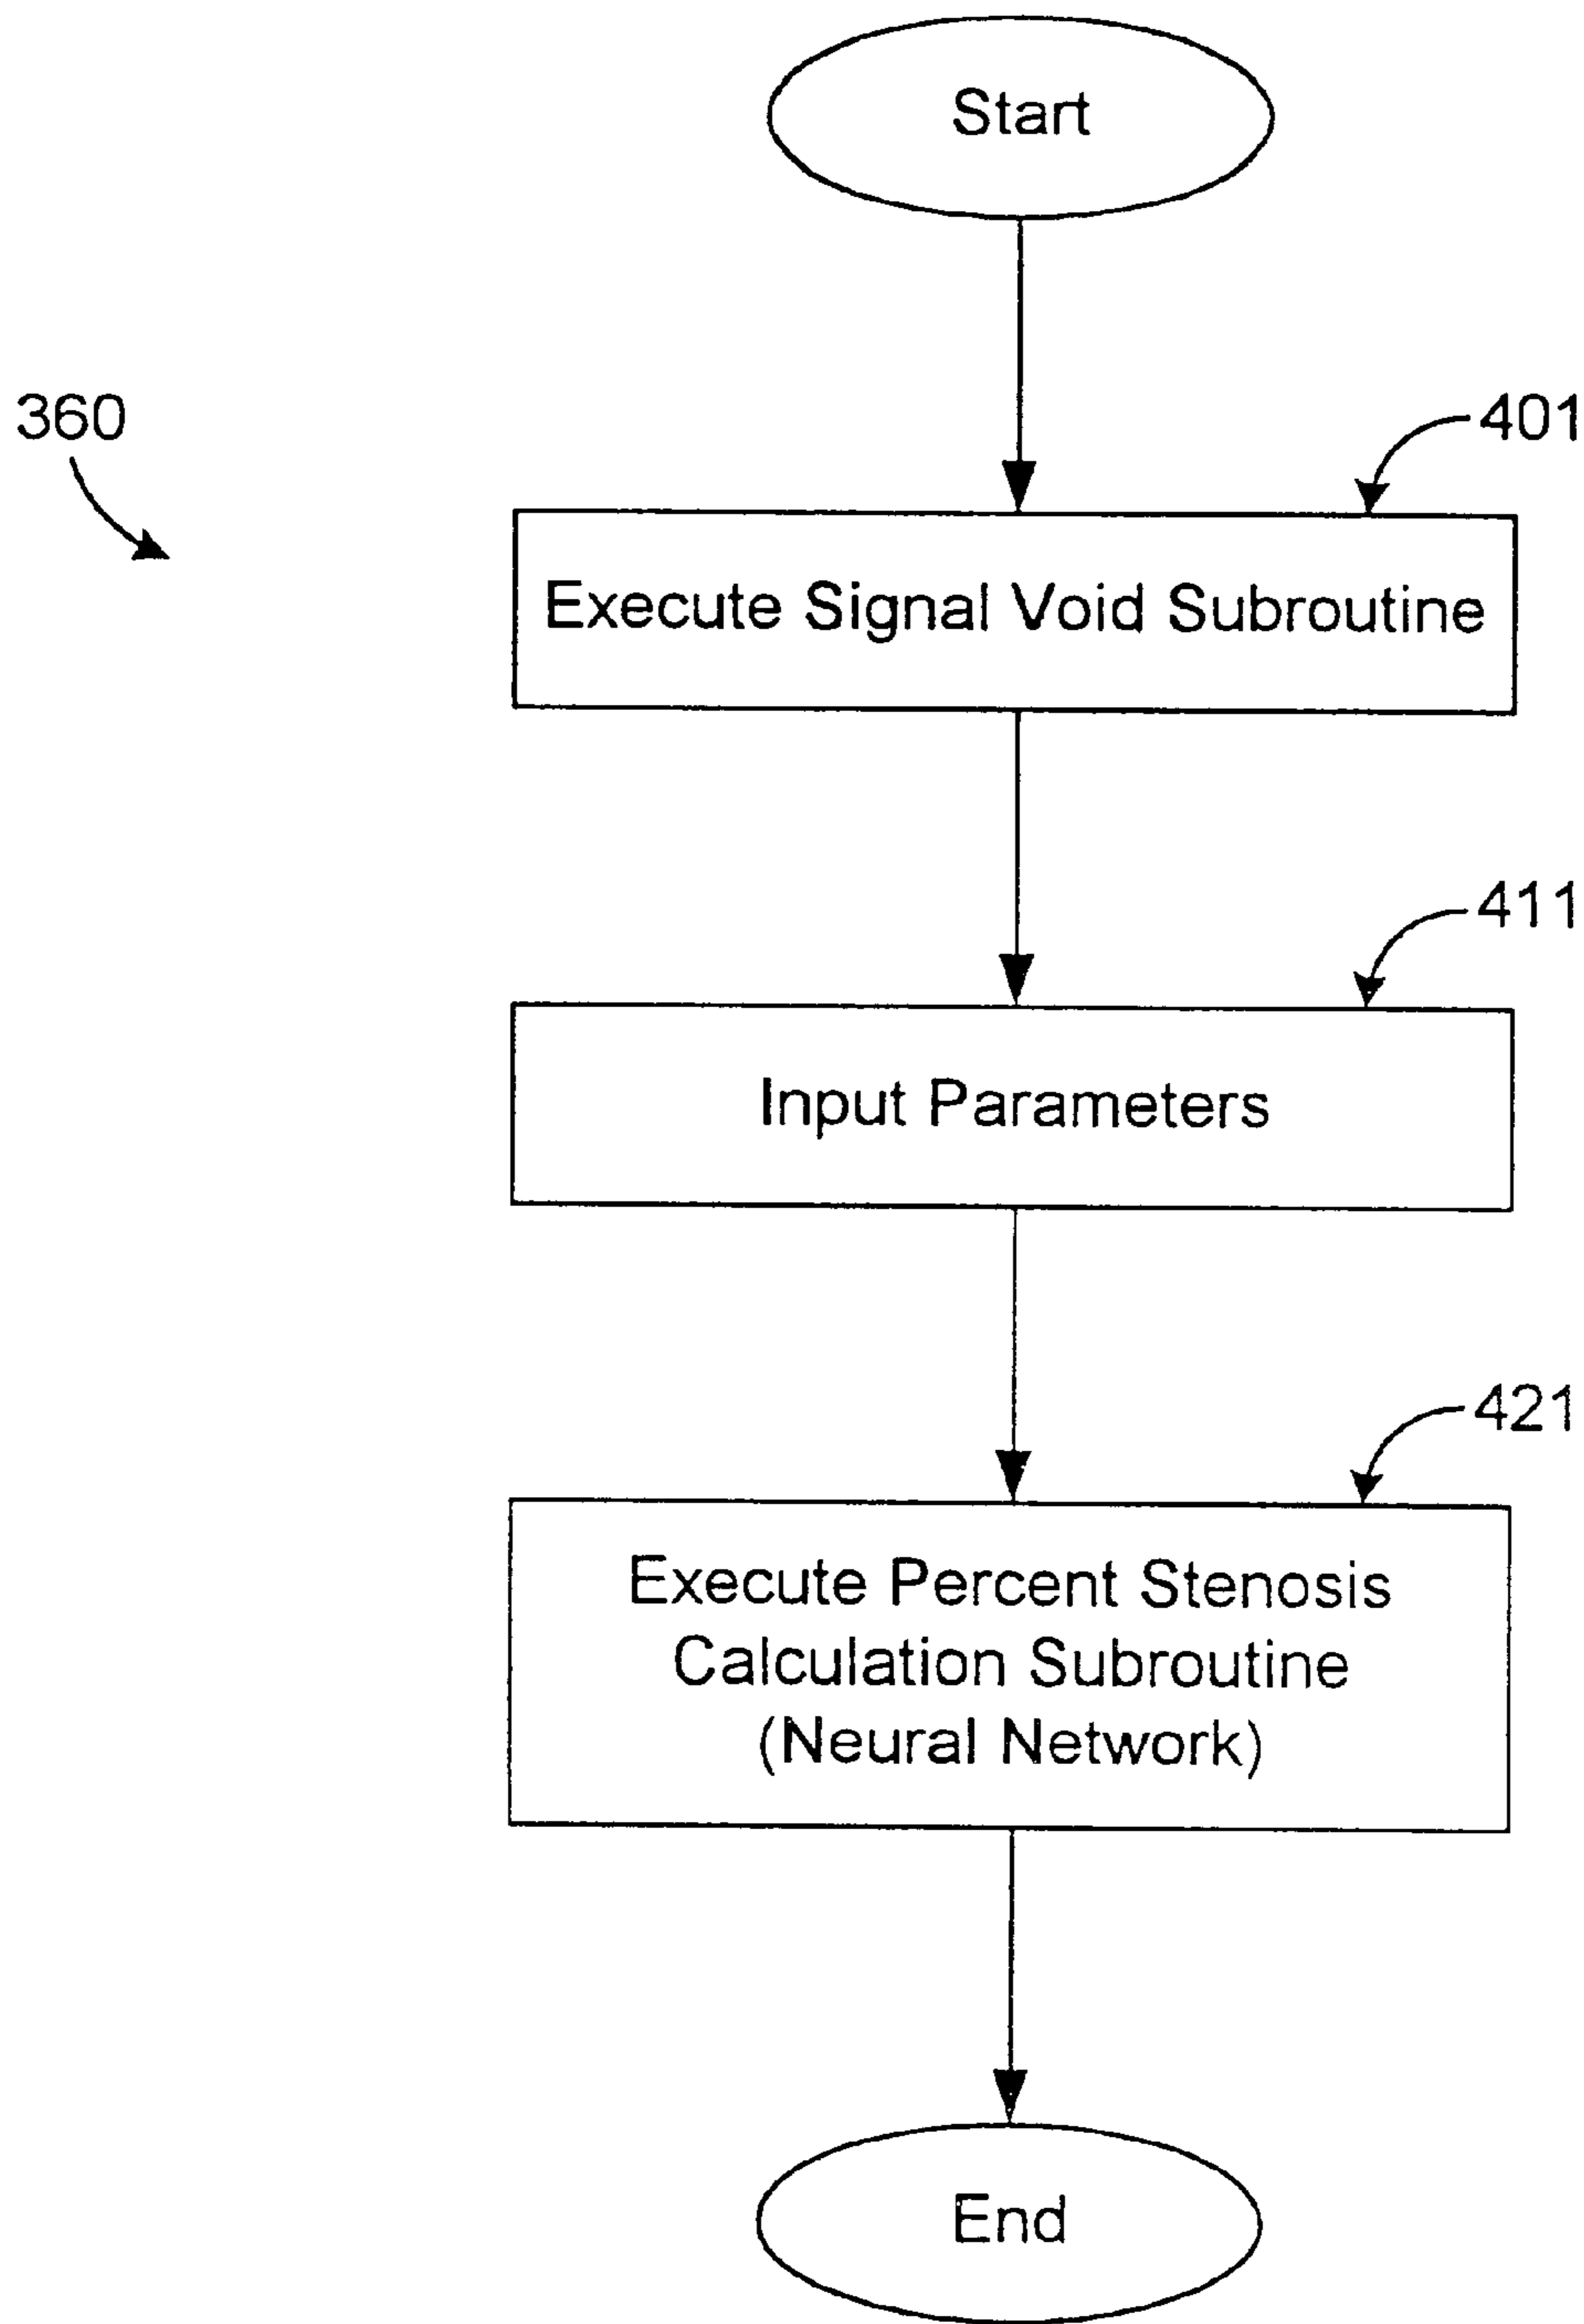 Start
360
401
Execute Signal Void Subroutine
411
Input Parameters
421
Execute Percent Stenosis
Calculation Subroutine
(Neural Network)
End